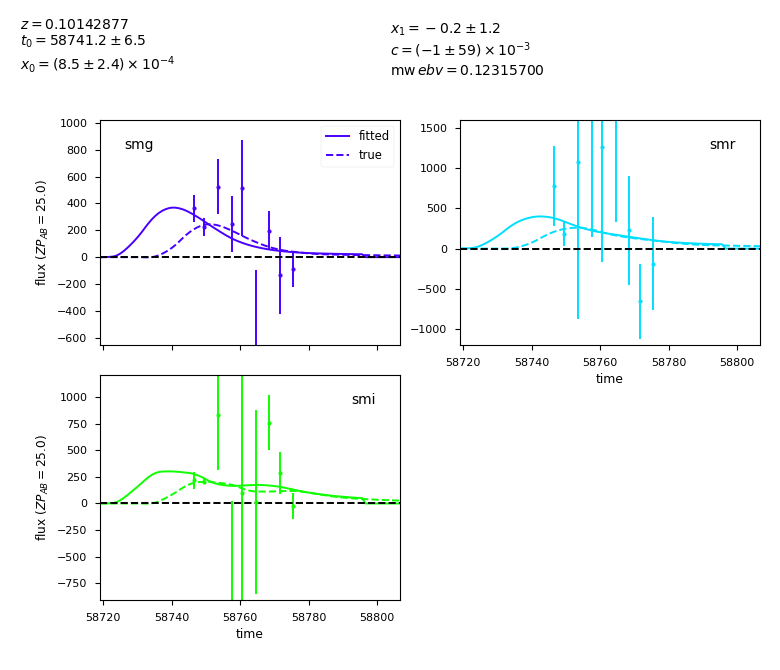 z = 0.10142877
t₀ = 58741.2 ± 6.5
x₀ = (8.5 ± 2.4) × 10⁻⁴
x₁ = −0.2 ± 1.2
c = (−1 ± 59) × 10⁻³
mw ebv = 0.12315700
smg
fitted
true
1000
800
600
400
200
0
−200
−400
−600
flux (ZP_AB = 25.0)
smr
1500
1000
500
0
−500
−1000
58720 58740 58760 58780 58800
time
smi
1000
750
500
250
0
−250
−500
−750
flux (ZP_AB = 25.0)
58720 58740 58760 58780 58800
time